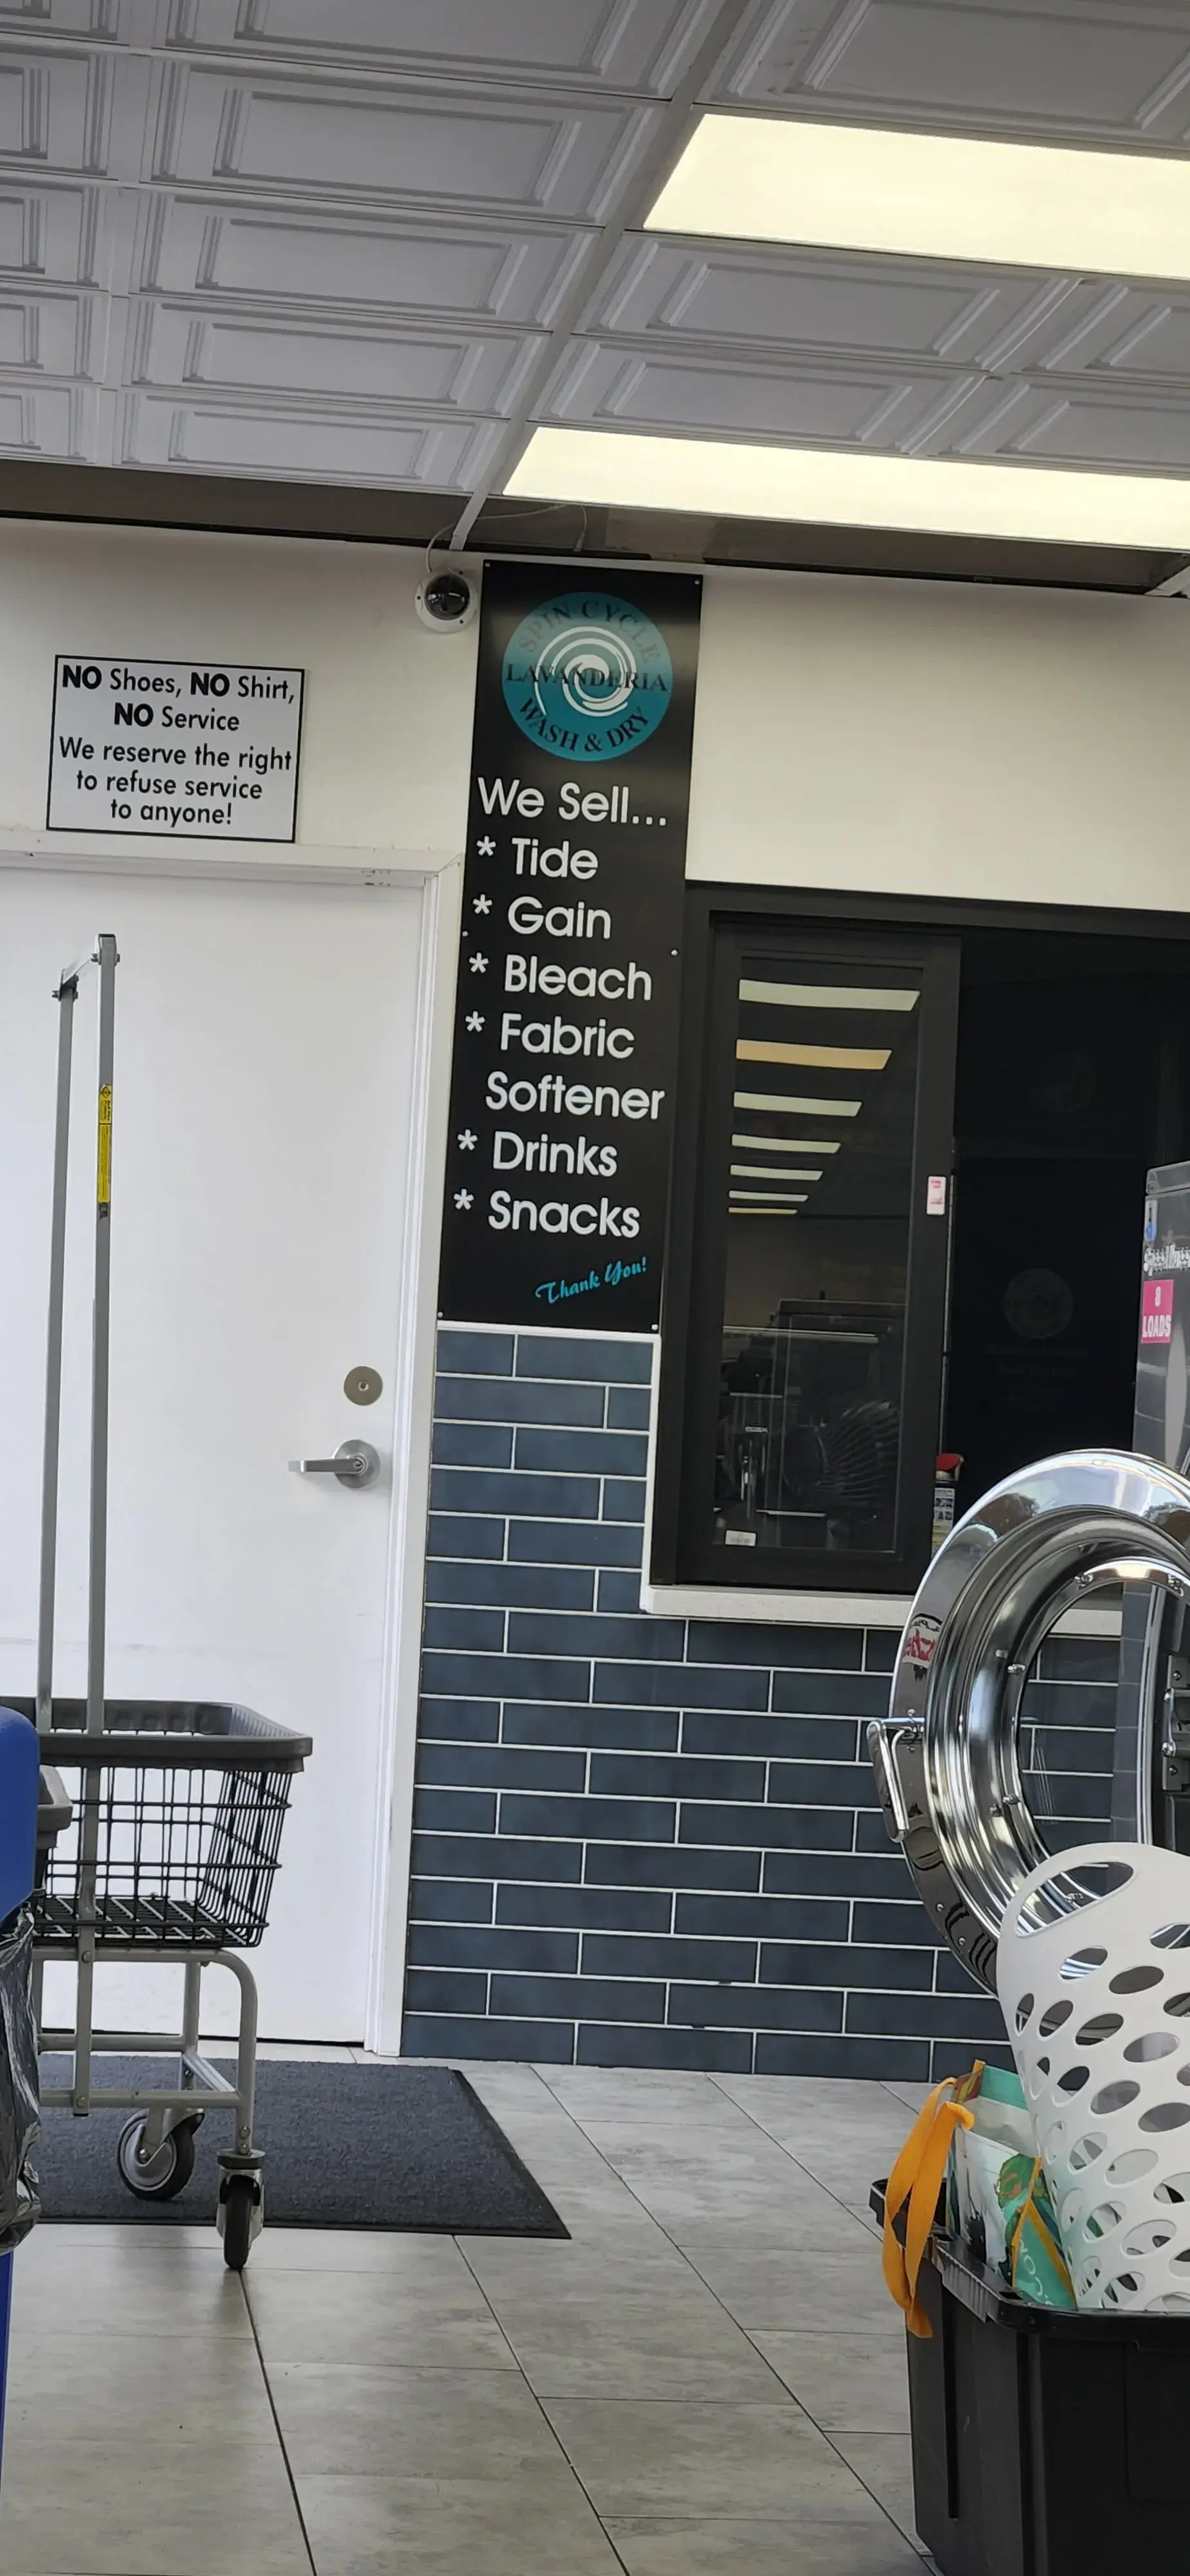 NO Shoes, NO Shirt,
NO Service
We reserve the right
to refuse service
to anyone!
SPIN CYCLE
LAVANDERIA
WASH & DRY
We Sell...
* Tide
* Gain
* Bleach
* Fabric
Softener
* Drinks
* Snacks
Thank You!
8
LOADS